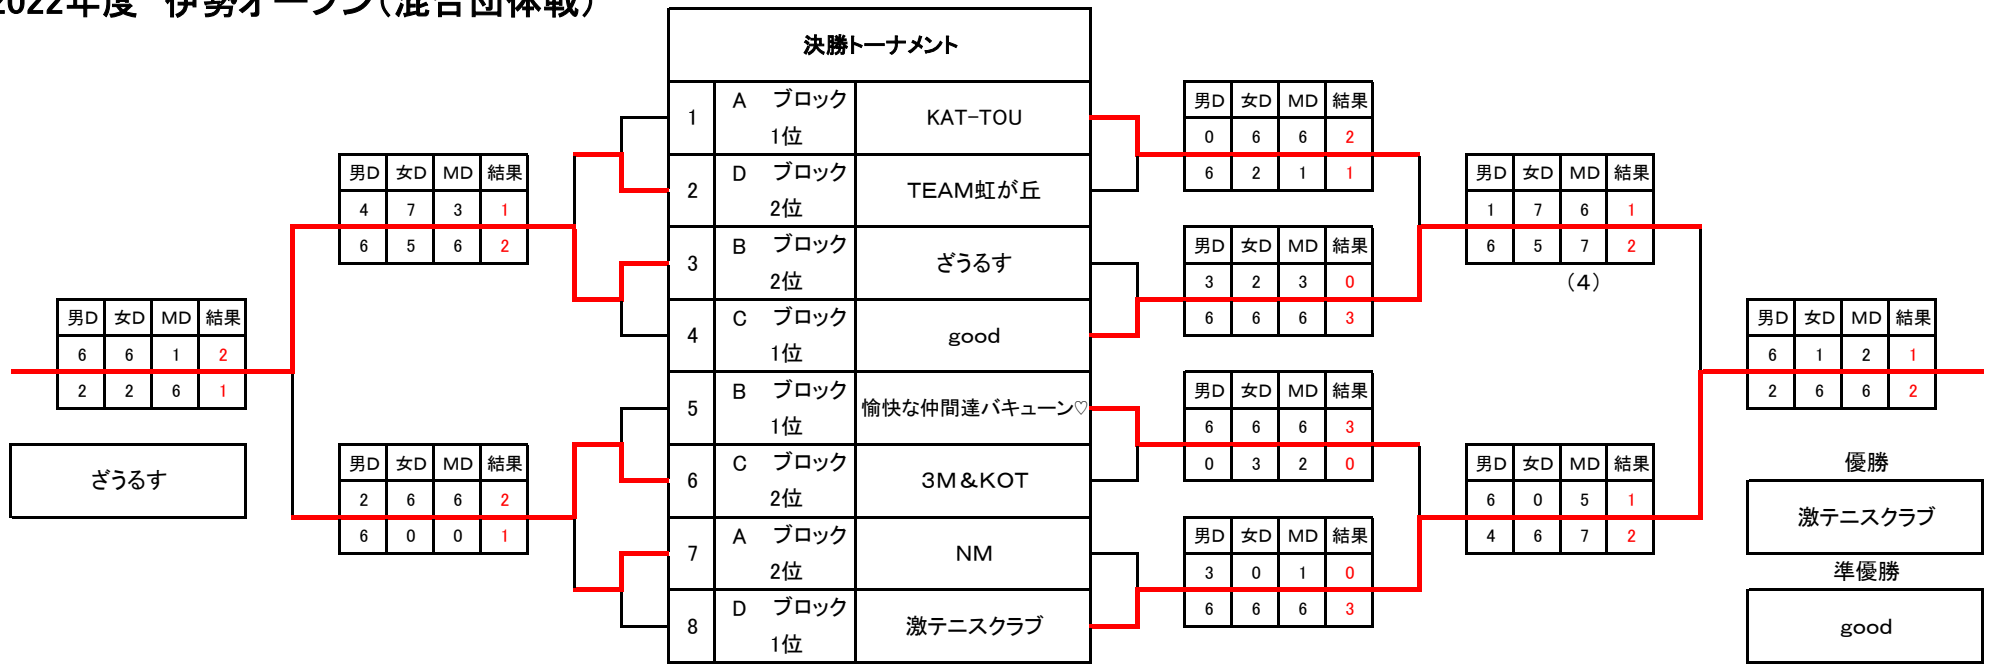 2022年度　伊勢オープン（混合団体戦）
決勝トーナメント
1 A ブロック 1位 KAT-TOU
2 D ブロック 2位 TEAM虹が丘
3 B ブロック 2位 ざうるす
4 C ブロック 1位 good
5 B ブロック 1位 愉快な仲間達バキューン♡
6 C ブロック 2位 3M&KOT
7 A ブロック 2位 NM
8 D ブロック 1位 激テニスクラブ
男D 女D MD 結果
4 7 3 1
6 5 6 2
男D 女D MD 結果
6 6 1 2
2 2 6 1
ざうるす
男D 女D MD 結果
2 6 6 2
6 0 0 1
男D 女D MD 結果
0 6 6 2
6 2 1 1
男D 女D MD 結果
3 2 3 0
6 6 6 3
男D 女D MD 結果
6 6 6 3
0 3 2 0
男D 女D MD 結果
3 0 1 0
6 6 6 3
男D 女D MD 結果
1 7 6 1
6 5 7 2
（4）
男D 女D MD 結果
6 0 5 1
4 6 7 2
男D 女D MD 結果
6 1 2 1
2 6 6 2
優勝
激テニスクラブ
準優勝
good